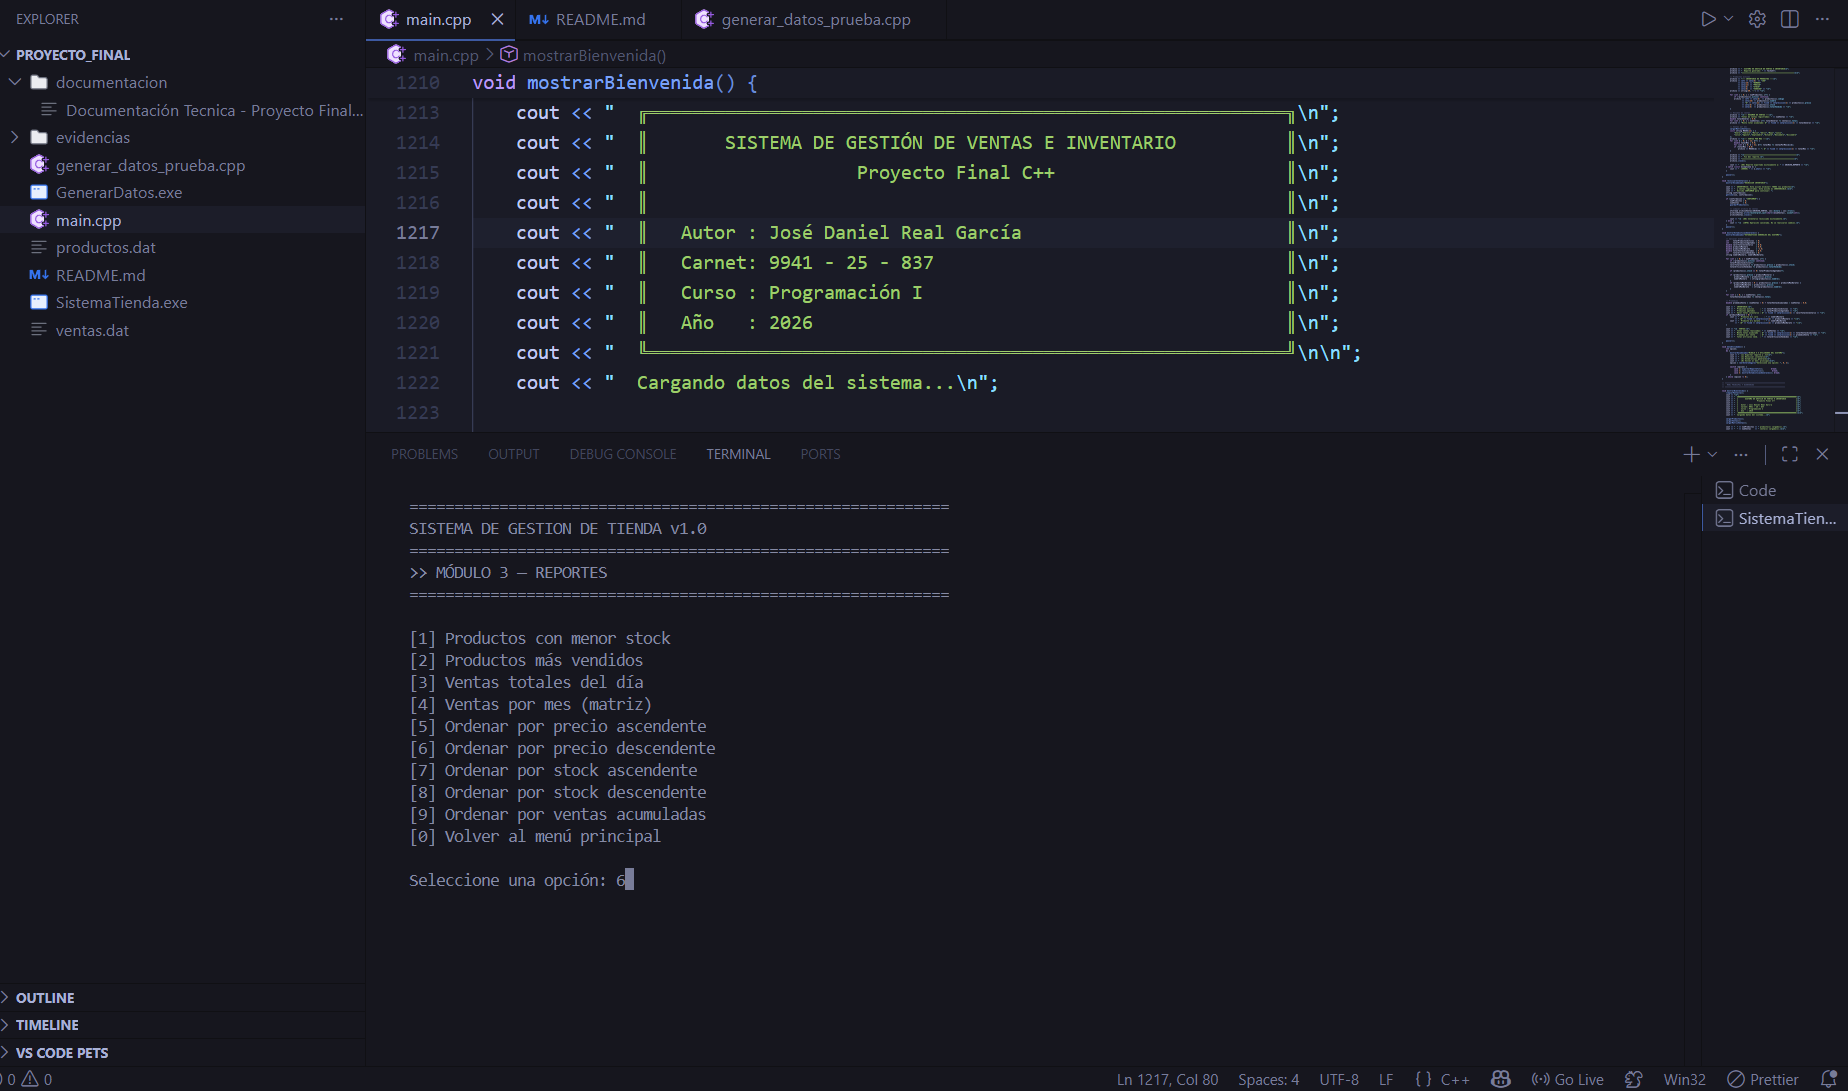 EXPLORER
PROYECTO_FINAL
documentacion
Documentación Tecnica - Proyecto Final...
evidencias
generar_datos_prueba.cpp
GenerarDatos.exe
main.cpp
productos.dat
README.md
SistemaTienda.exe
ventas.dat
OUTLINE
TIMELINE
VS CODE PETS
main.cpp README.md generar_datos_prueba.cpp
main.cpp > mostrarBienvenida()
1210 void mostrarBienvenida() {
1213 cout << "  ╔═══════════════════════════════════════════════════════════╗\n";
1214 cout << "  ║       SISTEMA DE GESTIÓN DE VENTAS E INVENTARIO          ║\n";
1215 cout << "  ║                   Proyecto Final C++                     ║\n";
1216 cout << "  ║                                                          ║\n";
1217 cout << "  ║   Autor : José Daniel Real García                        ║\n";
1218 cout << "  ║   Carnet: 9941 - 25 - 837                                ║\n";
1219 cout << "  ║   Curso : Programación I                                 ║\n";
1220 cout << "  ║   Año   : 2026                                           ║\n";
1221 cout << "  ╚═══════════════════════════════════════════════════════════╝\n\n";
1222 cout << "  Cargando datos del sistema...\n";
1223
PROBLEMS OUTPUT DEBUG CONSOLE TERMINAL PORTS
============================================================
SISTEMA DE GESTION DE TIENDA v1.0
============================================================
>> MÓDULO 3 — REPORTES
============================================================
[1] Productos con menor stock
[2] Productos más vendidos
[3] Ventas totales del día
[4] Ventas por mes (matriz)
[5] Ordenar por precio ascendente
[6] Ordenar por precio descendente
[7] Ordenar por stock ascendente
[8] Ordenar por stock descendente
[9] Ordenar por ventas acumuladas
[0] Volver al menú principal
Seleccione una opción: 6
Code
SistemaTien...
0 0 Ln 1217, Col 80 Spaces: 4 UTF-8 LF { } C++ Go Live Win32 Prettier